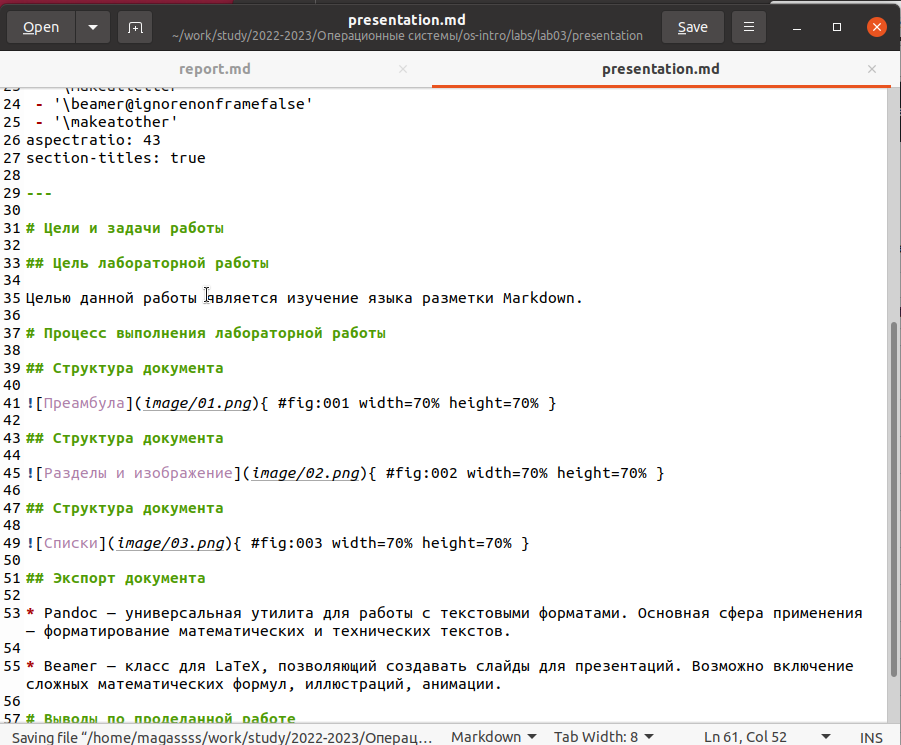 Open
presentation.md
~/work/study/2022-2023/Операционные системы/os-intro/labs/lab03/presentation
Save
report.md
presentation.md
23 - '\makeatletter'
24 - '\beamer@ignorenonframefalse'
25 - '\makeatother'
26 aspectratio: 43
27 section-titles: true
28
29 ---
30
31 # Цели и задачи работы
32
33 ## Цель лабораторной работы
34
35 Целью данной работы является изучение языка разметки Markdown.
36
37 # Процесс выполнения лабораторной работы
38
39 ## Структура документа
40
41 ![Преамбула](image/01.png){ #fig:001 width=70% height=70% }
42
43 ## Структура документа
44
45 ![Разделы и изображение](image/02.png){ #fig:002 width=70% height=70% }
46
47 ## Структура документа
48
49 ![Списки](image/03.png){ #fig:003 width=70% height=70% }
50
51 ## Экспорт документа
52
53 * Pandoc — универсальная утилита для работы с текстовыми форматами. Основная сфера применения
— форматирование математических и технических текстов.
54
55 * Beamer — класс для LaTeX, позволяющий создавать слайды для презентаций. Возможно включение
сложных математических формул, иллюстраций, анимации.
56
57 # Выводы по проделанной работе
Saving file “/home/magassss/work/study/2022-2023/Операц…
Markdown
Tab Width: 8
Ln 61, Col 52
INS